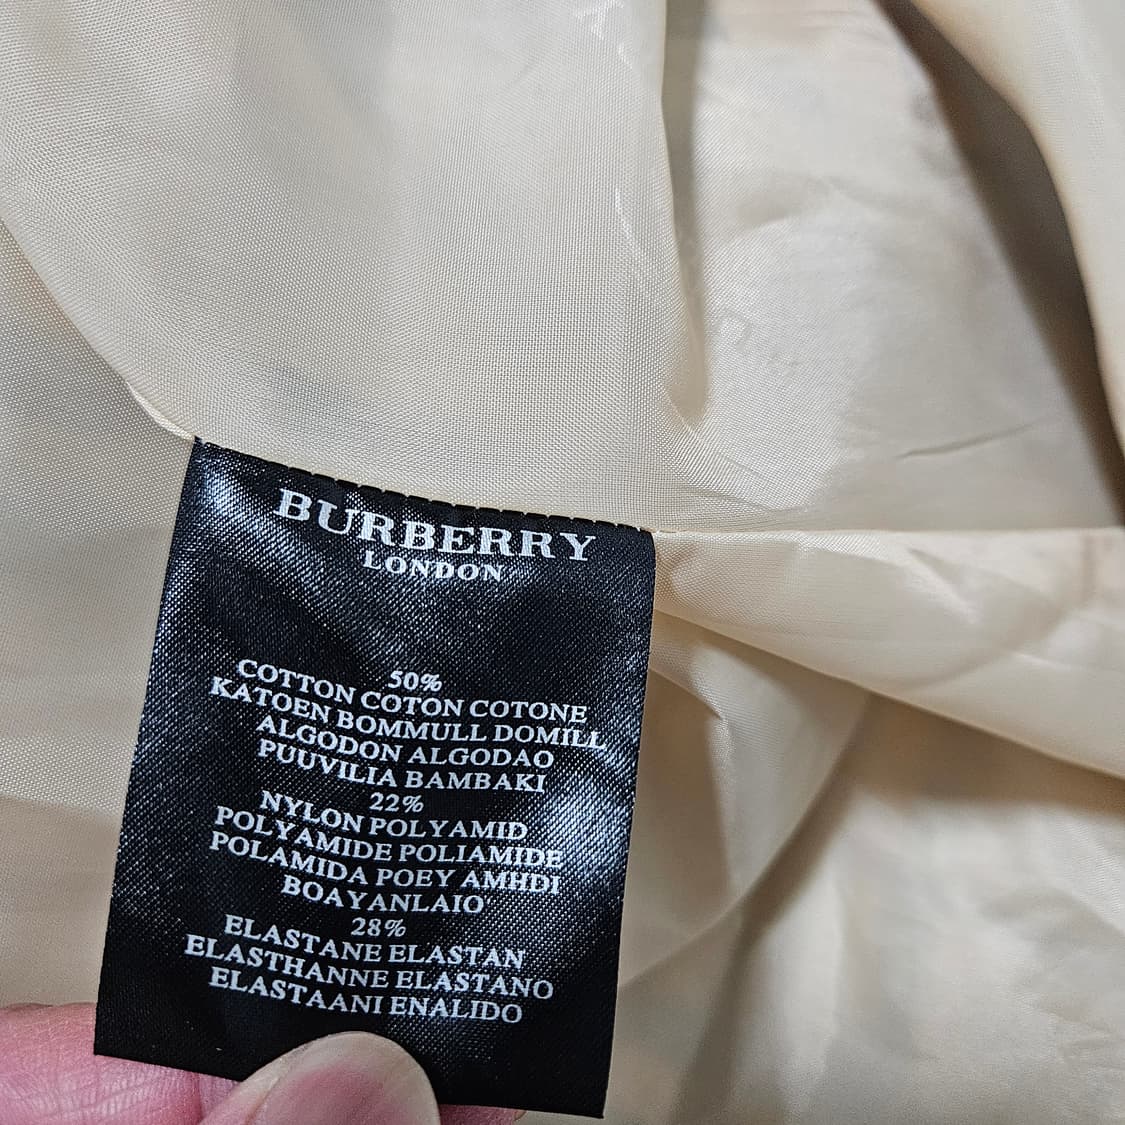 BURBERRY
LONDON
50%
COTTON COTON COTONE
KATOEN BOMMULL DOMILL
ALGODON ALGODAO
PUUVILIA BAMBAKI
22%
NYLON POLYAMID
POLYAMIDE POLIAMIDE
POLAMIDA POEY AMHDI
BOAYANLAIO
28%
ELASTANE ELASTAN
ELASTHANNE ELASTANO
ELASTAANI ENALIDO